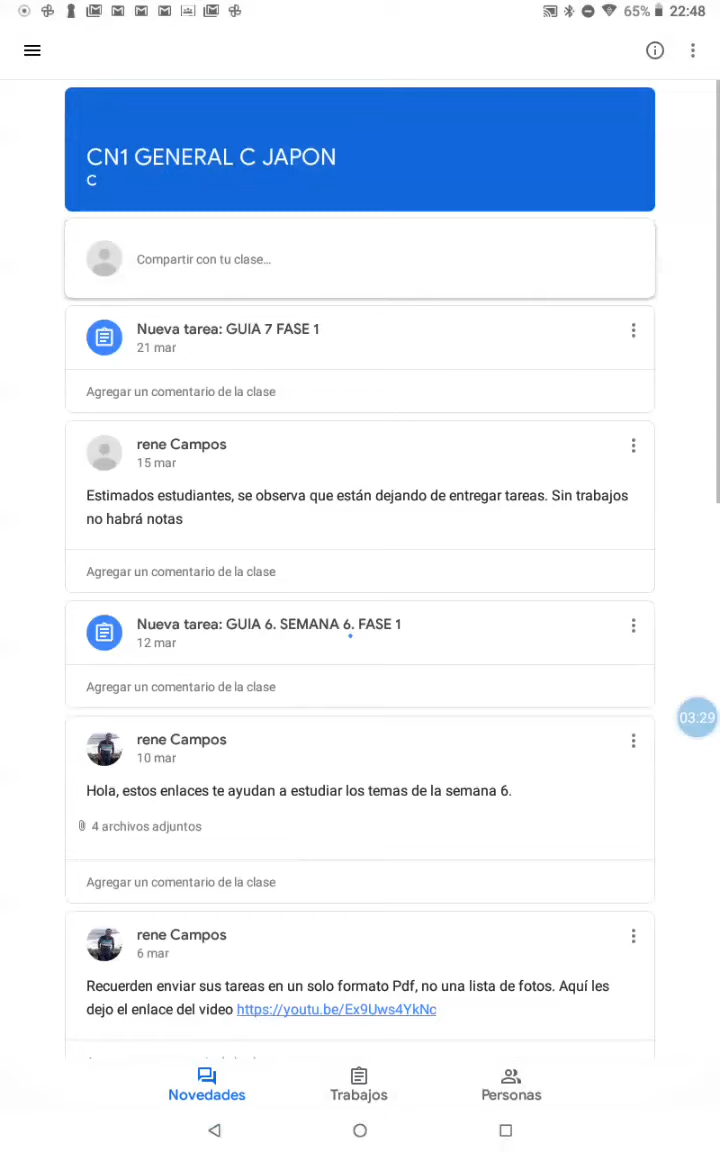 65% 22:48
CN1 GENERAL C JAPON
C
Compartir con tu clase...
Nueva tarea: GUIA 7 FASE 1
21 mar
Agregar un comentario de la clase
rene Campos
15 mar
Estimados estudiantes, se observa que están dejando de entregar tareas. Sin trabajos
no habrá notas
Agregar un comentario de la clase
Nueva tarea: GUIA 6. SEMANA 6. FASE 1
12 mar
Agregar un comentario de la clase
03:29
rene Campos
10 mar
Hola, estos enlaces te ayudan a estudiar los temas de la semana 6.
4 archivos adjuntos
Agregar un comentario de la clase
rene Campos
6 mar
Recuerden enviar sus tareas en un solo formato Pdf, no una lista de fotos. Aquí les
dejo el enlace del video https://youtu.be/Ex9Uws4YkNc
Novedades Trabajos Personas